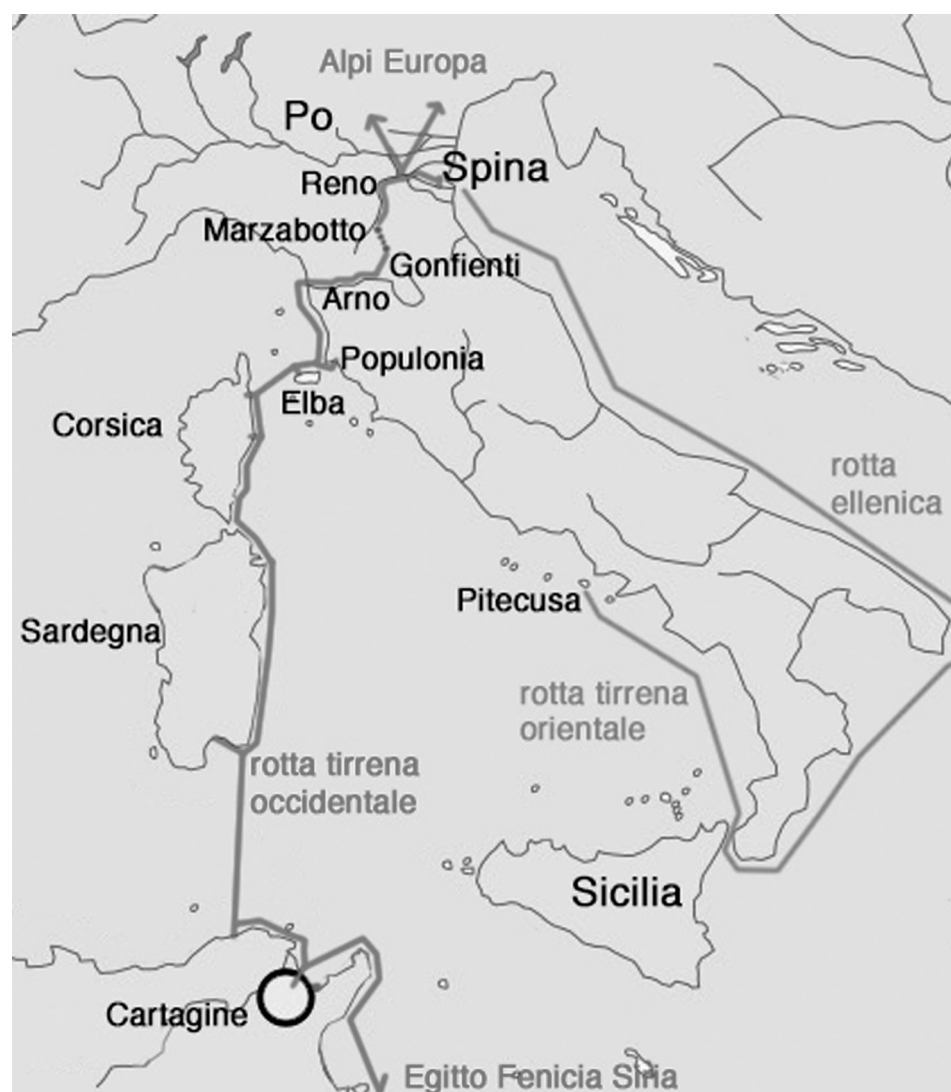 Alpi Europa
Po
Spina
Reno
Marzabotto
Gonfienti
Arno
Populonia
Elba
Corsica
rotta
ellenica
Pitecusa
Sardegna
rotta tirrena
orientale
rotta tirrena
occidentale
Sicilia
Cartagine
Egitto Fenicia Siria